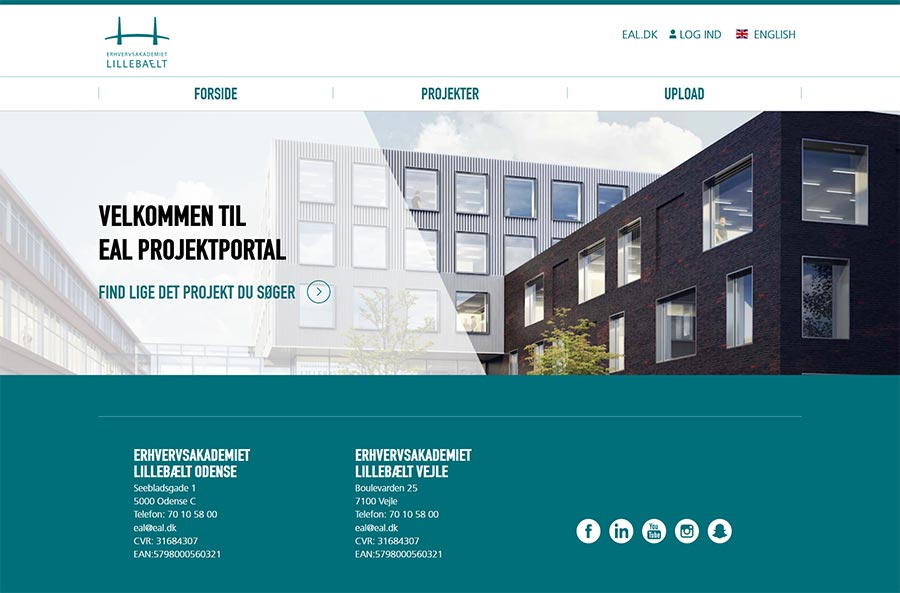 ERHVERVSAKADEMIET
LILLEBÆLT
EAL.DK LOG IND ENGLISH
FORSIDE PROJEKTER UPLOAD
VELKOMMEN TIL
EAL PROJEKTPORTAL
FIND LIGE DET PROJEKT DU SØGER
ERHVERVSAKADEMIET
LILLEBÆLT ODENSE
Seebladsgade 1
5000 Odense C
Telefon: 70 10 58 00
eal@eal.dk
CVR: 31684307
EAN:5798000560321
ERHVERVSAKADEMIET
LILLEBÆLT VEJLE
Boulevarden 25
7100 Vejle
Telefon: 70 10 58 00
eal@eal.dk
CVR: 31684307
EAN:5798000560321
f in You Tube